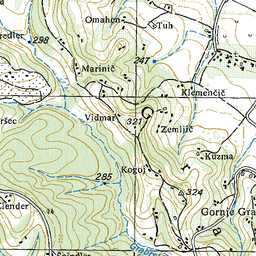 Omahen
Tuh
298
247
Marinič
Klemenčič
Vidmar
321
G
Zemljič
Kuzma
Kogoj
285
324
Gornje Gra
r
a